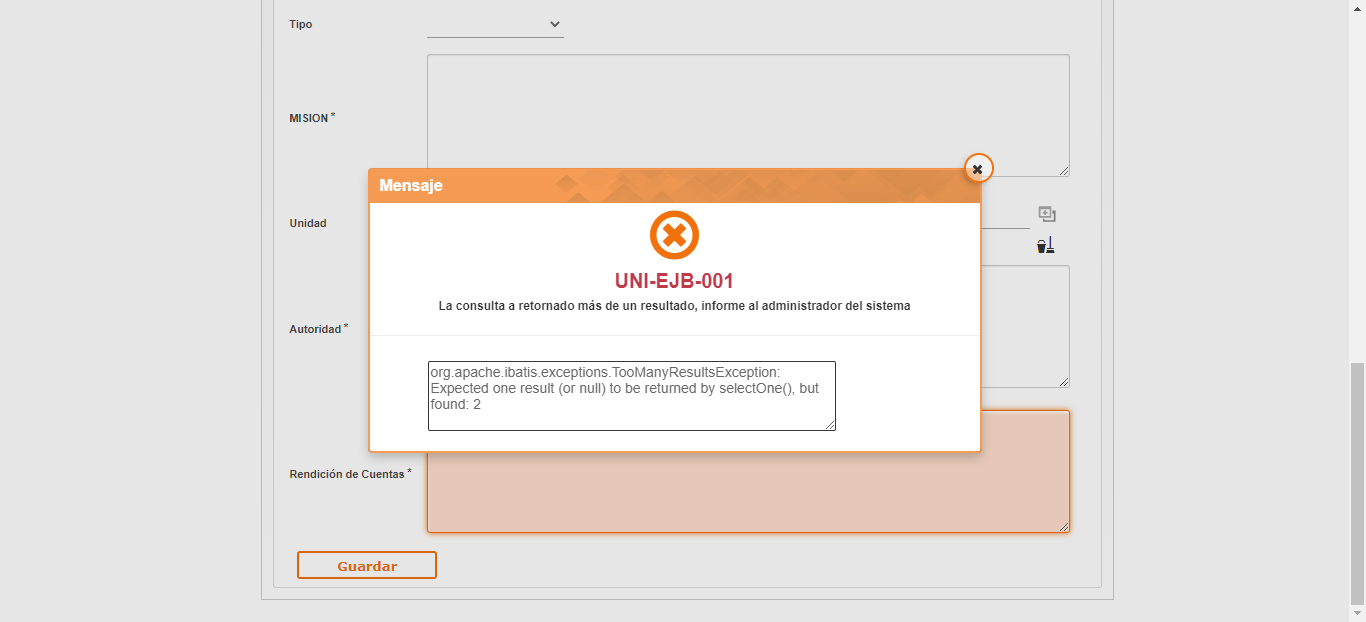 Tipo
MISION *
Mensaje
Unidad
UNI-EJB-001
La consulta a retornado más de un resultado, informe al administrador del sistema
Autoridad *
org.apache.ibatis.exceptions.TooManyResultsException:
Expected one result (or null) to be returned by selectOne(), but
found: 2
Rendición de Cuentas *
Guardar